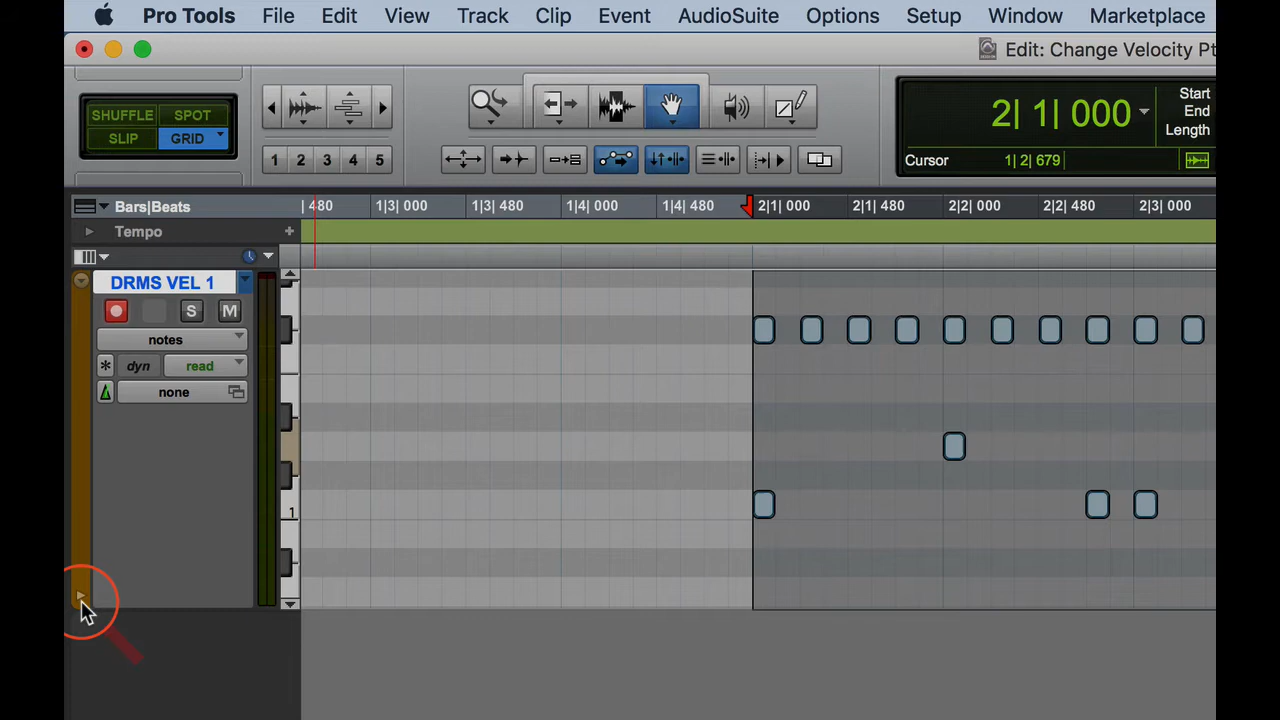 Pro Tools File Edit View Track Clip Event AudioSuite Options Setup Window Marketplace
Edit: Change Velocity Pt
SHUFFLE SPOT
SLIP GRID
1 2 3 4 5
2| 1| 000
Start
End
Length
Cursor 1| 2| 679
Bars|Beats | 480 1|3| 000 1|3| 480 1|4| 000 1|4| 480 2|1| 000 2|1| 480 2|2| 000 2|2| 480 2|3| 000
Tempo +
DRMS VEL 1
S M
notes
* dyn read
none
1